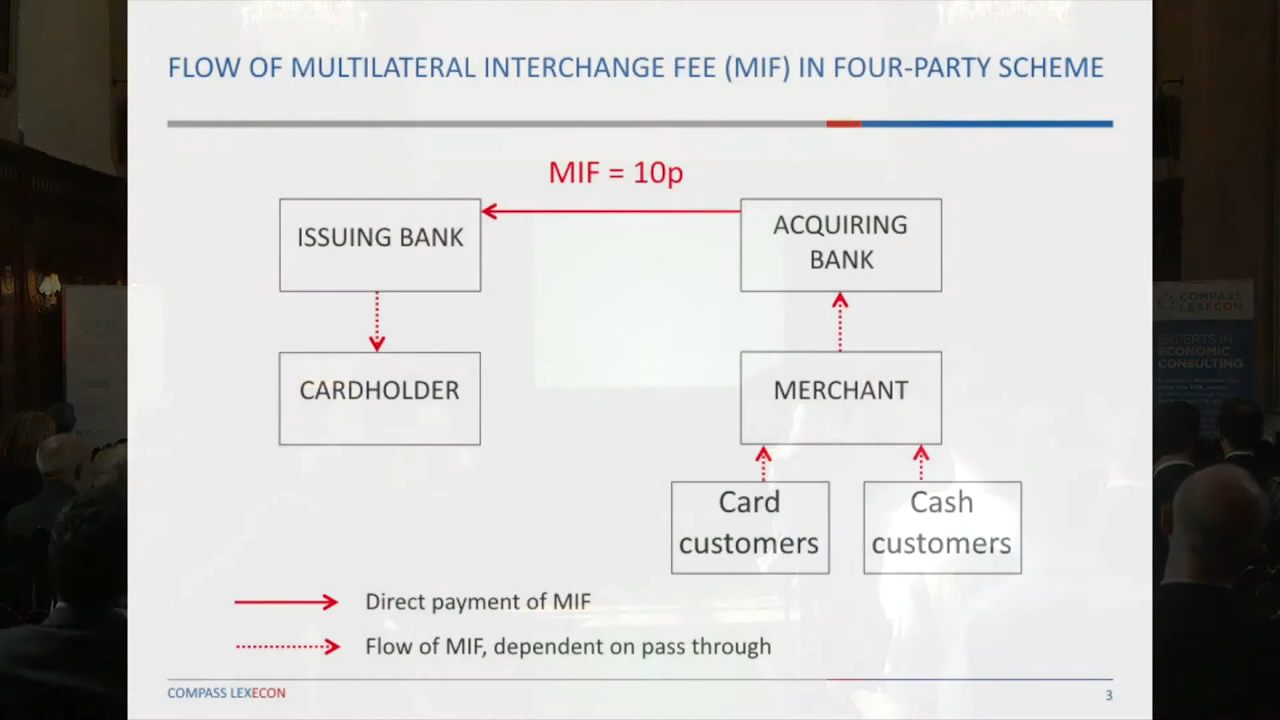 FLOW OF MULTILATERAL INTERCHANGE FEE (MIF) IN FOUR-PARTY SCHEME
MIF = 10p
ISSUING BANK
ACQUIRING
BANK
CARDHOLDER
MERCHANT
Card
customers
Cash
customers
Direct payment of MIF
Flow of MIF, dependent on pass through
COMPASS LEXECON
3
COMPASS
LEXECON
EXPERTS IN
ECONOMIC
CONSULTING